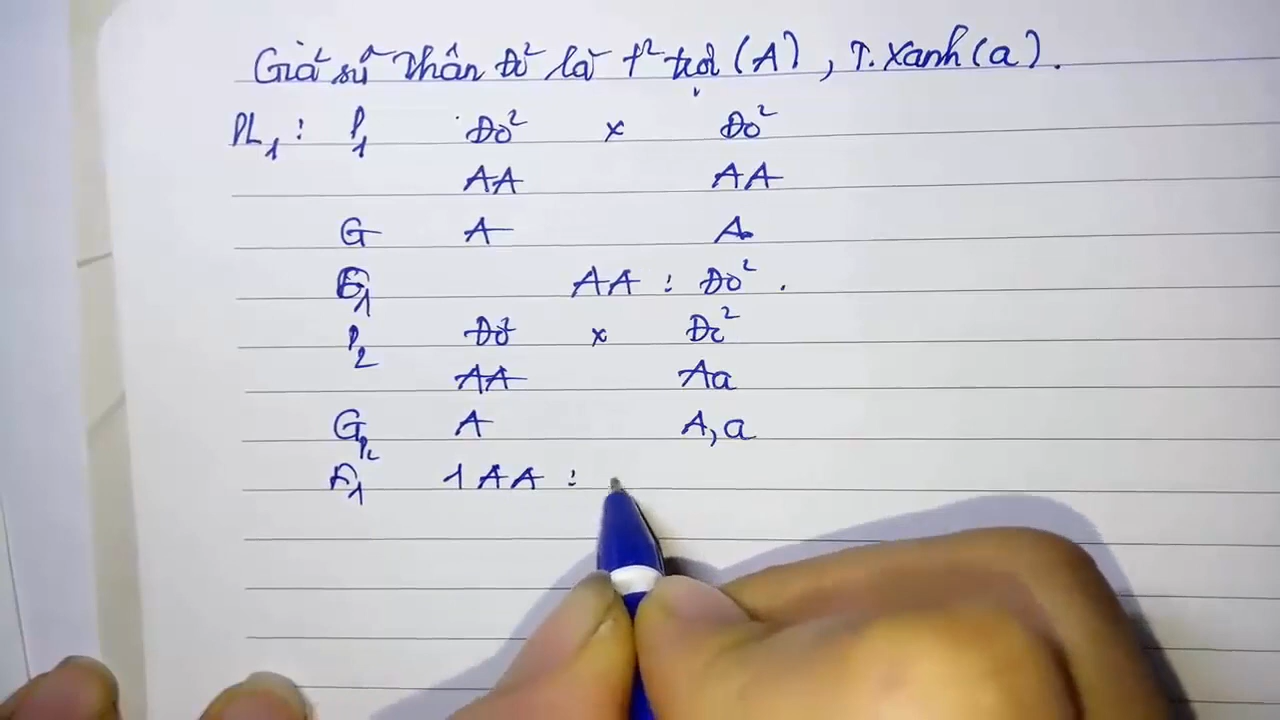 Giả sử thân đỏ là t² trội (A), T. Xanh (a).
PL₁ : P₁ Đỏ x Đỏ
AA AA
G A A
F₁ AA : Đỏ .
P₂ Đỏ x Đỏ
AA Aa
G_P₂ A A,a
F₁ 1 AA :